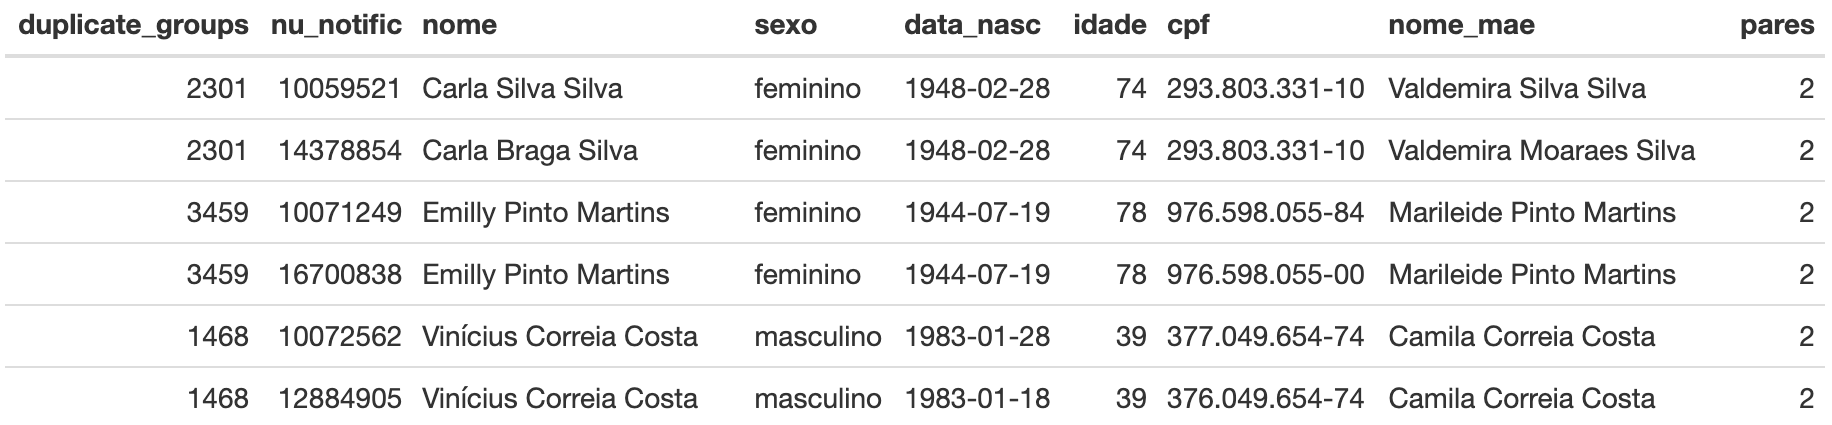 duplicate_groups nu_notific nome sexo data_nasc idade cpf nome_mae pares
2301 10059521 Carla Silva Silva feminino 1948-02-28 74 293.803.331-10 Valdemira Silva Silva 2
2301 14378854 Carla Braga Silva feminino 1948-02-28 74 293.803.331-10 Valdemira Moaraes Silva 2
3459 10071249 Emilly Pinto Martins feminino 1944-07-19 78 976.598.055-84 Marileide Pinto Martins 2
3459 16700838 Emilly Pinto Martins feminino 1944-07-19 78 976.598.055-00 Marileide Pinto Martins 2
1468 10072562 Vinícius Correia Costa masculino 1983-01-28 39 377.049.654-74 Camila Correia Costa 2
1468 12884905 Vinícius Correia Costa masculino 1983-01-18 39 376.049.654-74 Camila Correia Costa 2